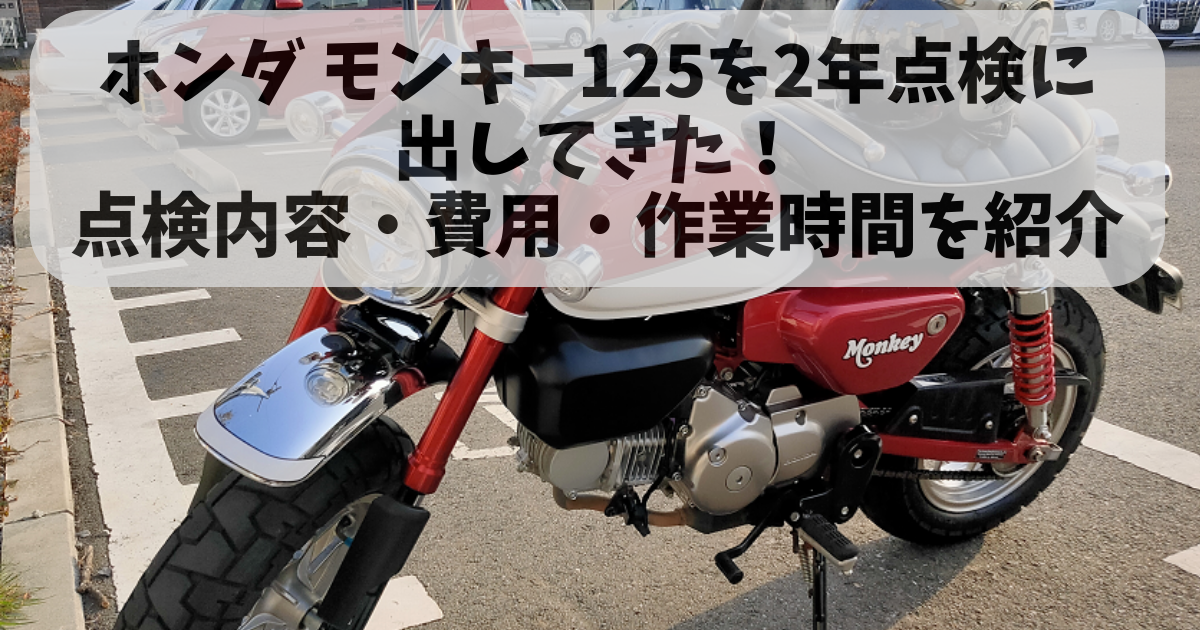 ホンダ モンキー125を2年点検に
出してきた！
点検内容・費用・作業時間を紹介
Monkey